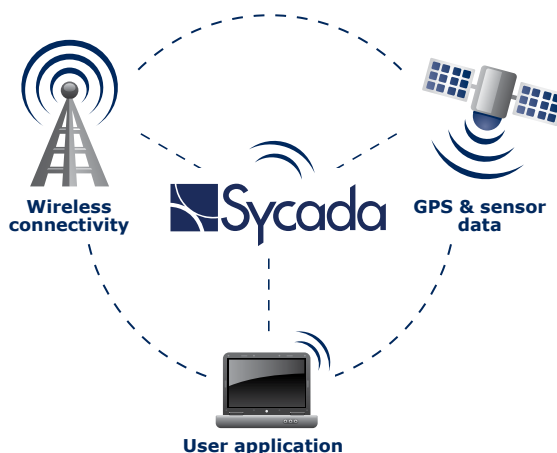 Wireless
connectivity
Sycada
GPS & sensor
data
User application